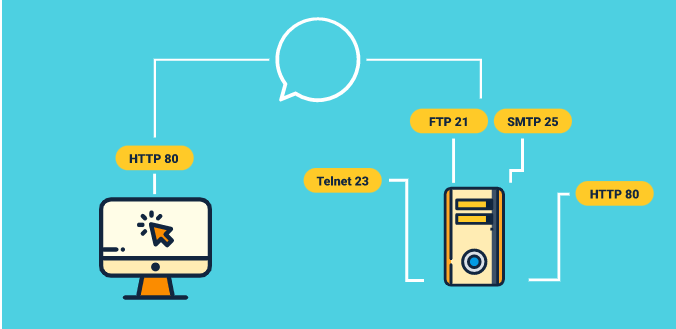 FTP 21
SMTP 25
HTTP 80
Telnet 23
HTTP 80